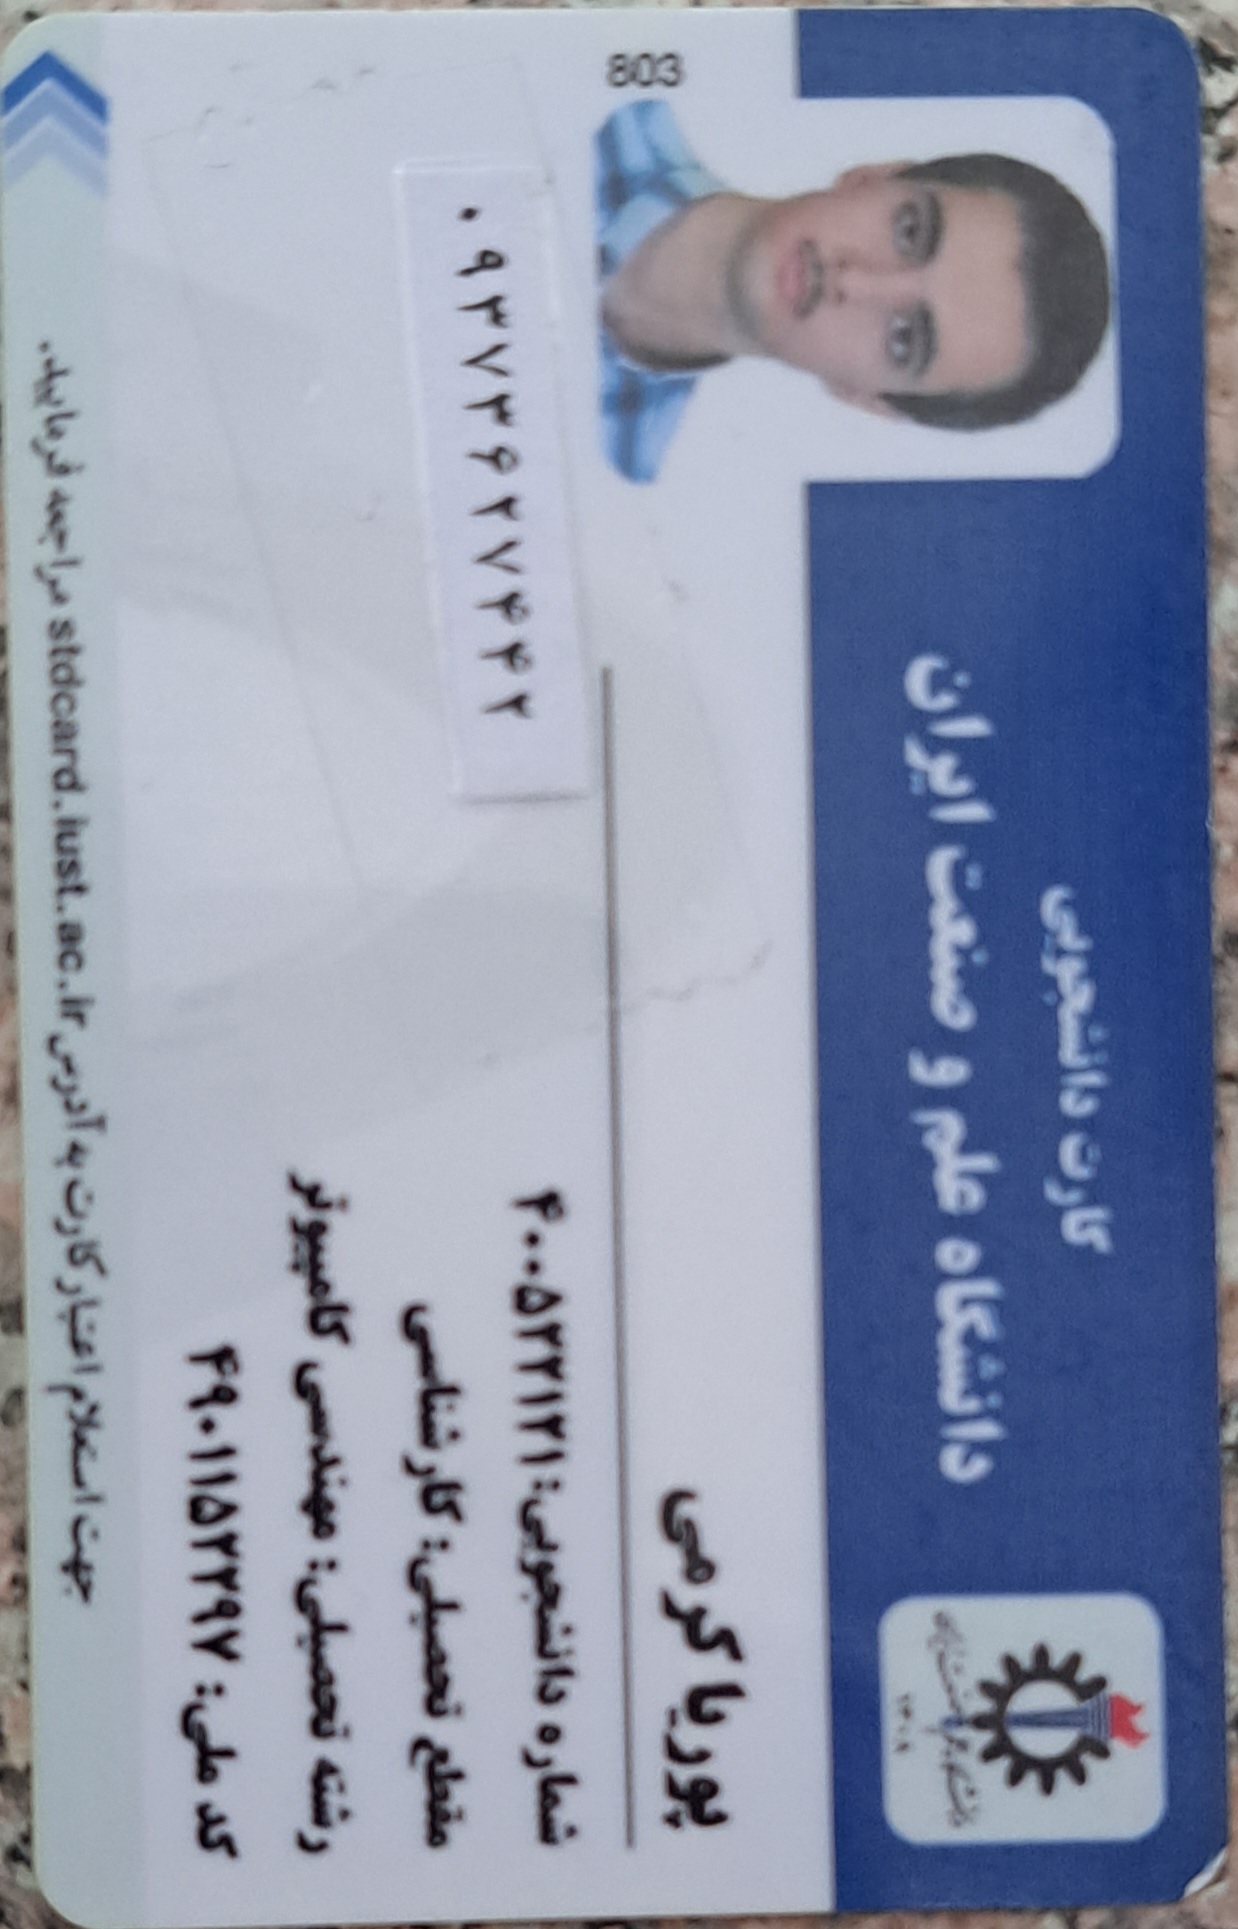 کارت دانشجویی
دانشگاه علم و صنعت ایران
803
پوریا کرمی
شماره دانشجویی: ۴۰۰۵۲۲۱۲۱
مقطع تحصیلی: کارشناسی
رشته تحصیلی: مهندسی کامپیوتر
کد ملی: ۴۹۰۱۱۵۲۲۹۷
۰۹۳۷۳۶۲۷۴۴۲
جهت استعلام اعتبار کارت به آدرس stdcard.iust.ac.ir مراجعه فرمایید.